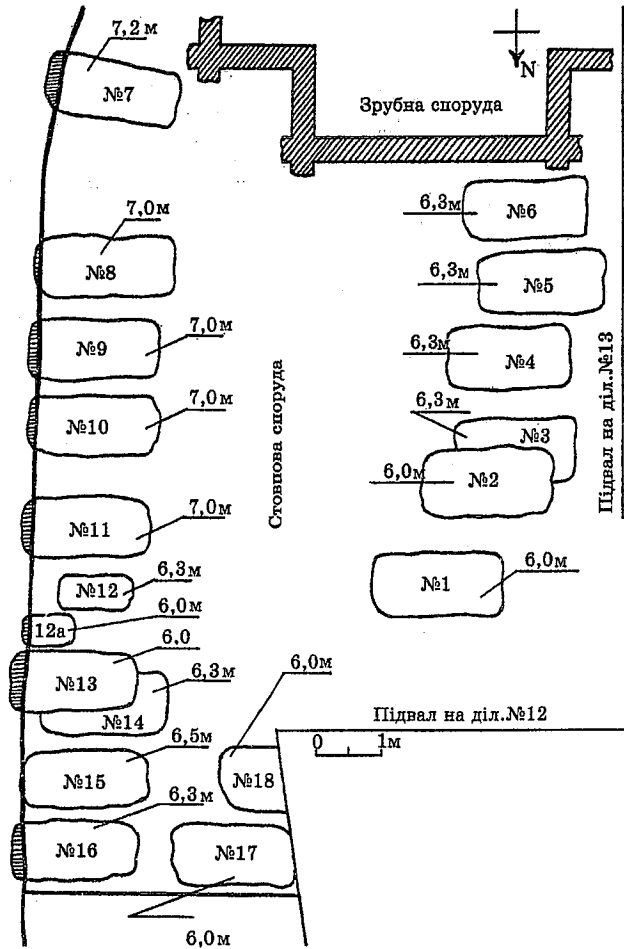 7,2 м
№7
N
Зрубна споруда
6,3м
№6
7,0м
№8
6,3м
№5
7,0м
№9
6,3м
№4
7,0м
№10
6,3м
№3
6,0м
№2
Стовпова споруда
Підвал на діл.№13
7,0м
№11
6,3м
№12
6,0м
№1
6,0м
12а
6,0
№13
6,3м
№14
6,0м
Підвал на діл.№12
0 1м
6,5м
№15
№18
6,3м
№16
№17
6,0м